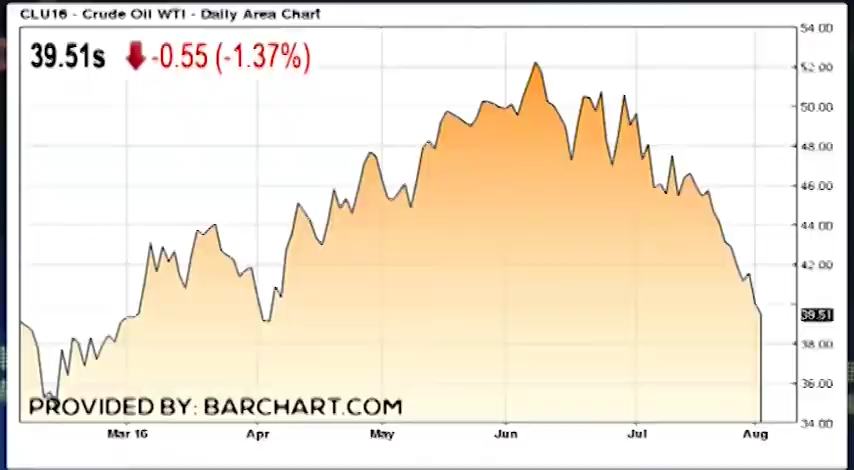 CLU16 - Crude Oil WTI - Daily Area Chart
39.51s -0.55 (-1.37%)
54.00
52.00
50.00
48.00
46.00
44.00
42.00
39.51
38.00
36.00
34.00
PROVIDED BY: BARCHART.COM
Mar 16 Apr May Jun Jul Aug